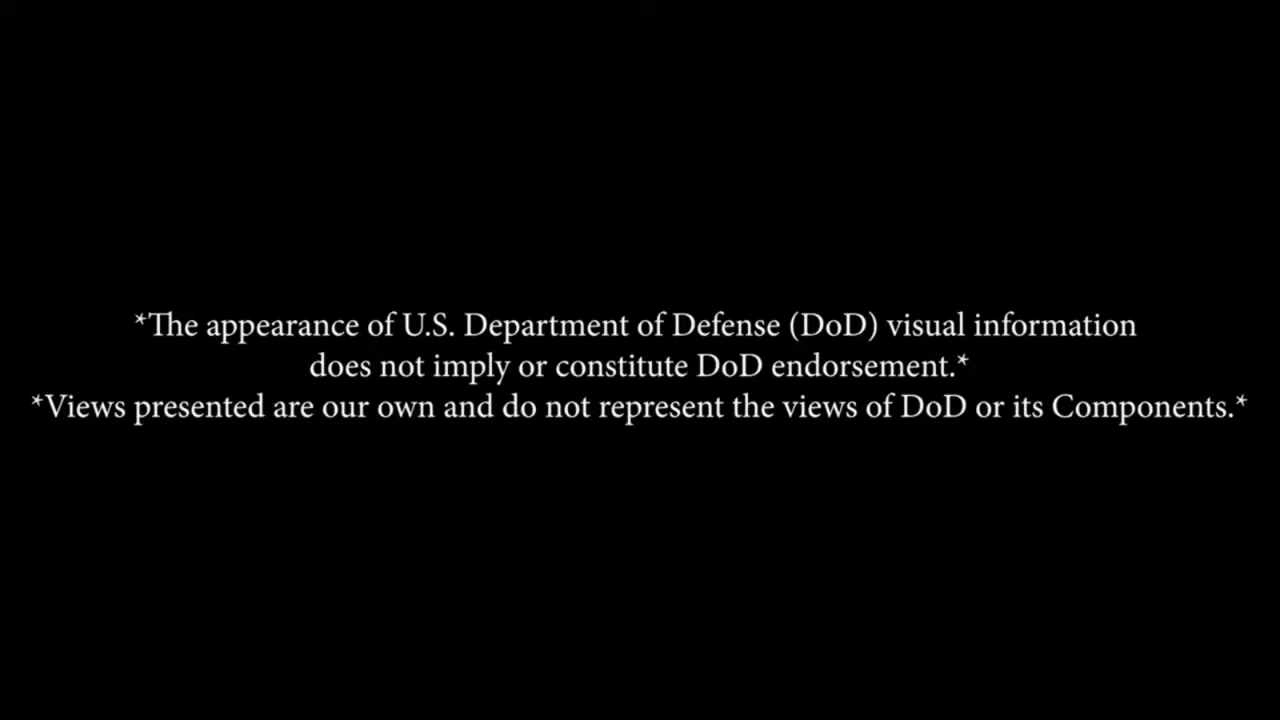 *The appearance of U.S. Department of Defense (DoD) visual information
does not imply or constitute DoD endorsement.*
*Views presented are our own and do not represent the views of DoD or its Components.*